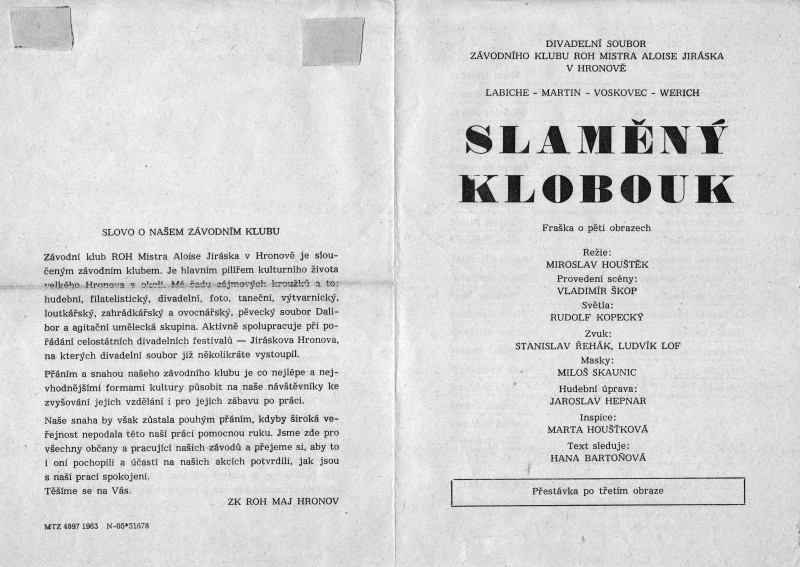 SLOVO O NAŠEM ZÁVODNÍM KLUBU
Závodní klub ROH Mistra Aloise Jiráska v Hronově je slou-
čeným závodním klubem. Je hlavním pilířem kulturního života
velkého Hronova z okolí. Má řadu zájmových kroužků a to:
hudební, filatelistický, divadelní, foto, taneční, výtvarnický,
loutkářský, zahrádkářský a ovocnářský, pěvecký soubor Dali-
bor a agitační umělecká skupina. Aktivně spolupracuje při po-
řádání celostátních divadelních festivalů — Jiráskova Hronova,
na kterých divadelní soubor již několikráte vystoupil.
Přáním a snahou našeho závodního klubu je co nejlépe a nej-
vhodnějšími formami kultury působit na naše návštěvníky ke
zvyšování jejich vzdělání i pro jejich zábavu po práci.
Naše snaha by však zůstala pouhým přáním, kdyby široká ve-
řejnost nepodala této naší práci pomocnou ruku. Jsme zde pro
všechny občany a pracující našich závodů a přejeme si, aby to
i oni pochopili a účastí na našich akcích potvrdili, jak jsou
s naší prací spokojeni.
Těšíme se na Vás.
ZK ROH MAJ HRONOV
MTZ 4897 1963 N-05*31678
DIVADELNÍ SOUBOR
ZÁVODNÍHO KLUBU ROH MISTRA ALOISE JIRÁSKA
V HRONOVĚ
LABICHE - MARTIN - VOSKOVEC - WERICH
SLAMĚNÝ
KLOBOUK
Fraška o pěti obrazech
Režie:
MIROSLAV HOUŠTĚK
Provedení scény:
VLADIMÍR ŠKOP
Světla:
RUDOLF KOPECKÝ
Zvuk:
STANISLAV ŘEHÁK, LUDVÍK LOF
Masky:
MILOŠ SKAUNIC
Hudební úprava:
JAROSLAV HEPNAR
Inspice:
MARTA HOUŠŤKOVÁ
Text sleduje:
HANA BARTOŇOVÁ
Přestávka po třetím obraze